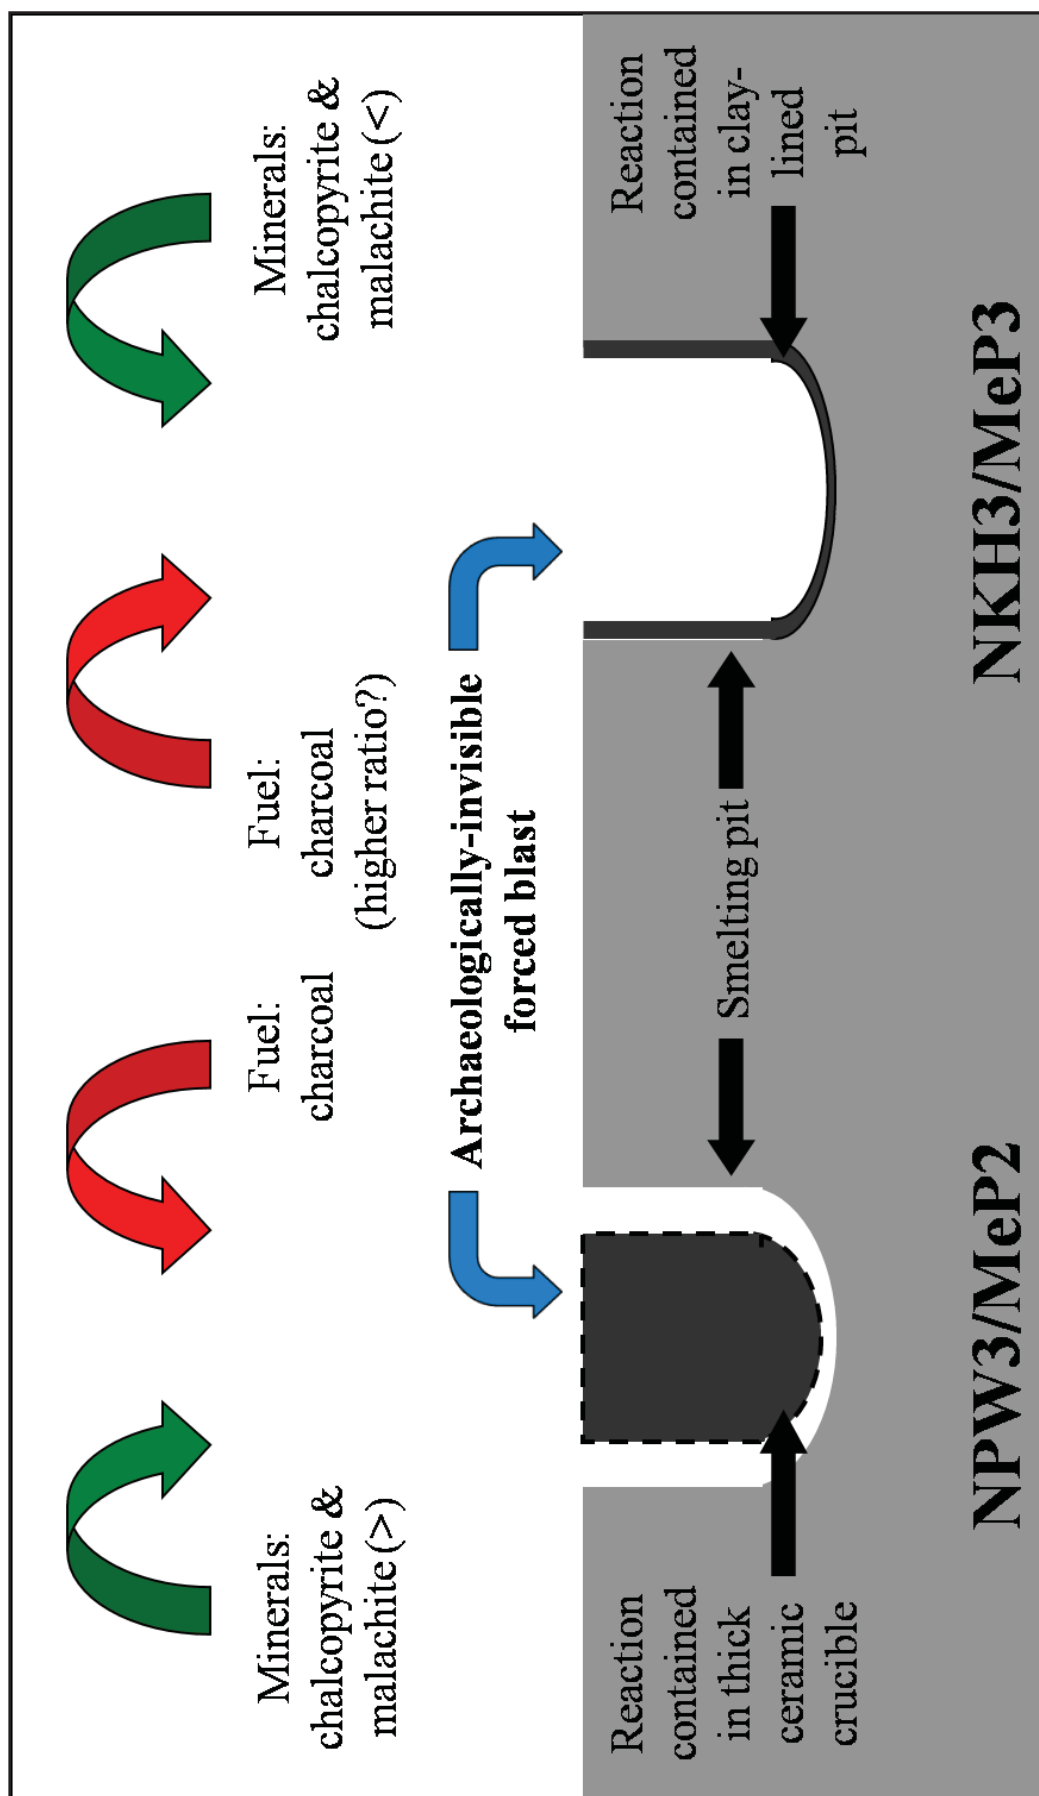 Minerals:
chalcopyrite &
malachite (>)
Fuel:
charcoal
Fuel:
charcoal
(higher ratio?)
Minerals:
chalcopyrite &
malachite (<)
Archaeologically-invisible
forced blast
Reaction
contained
in thick
ceramic
crucible
Smelting pit
Reaction
contained
in clay-
lined
pit
NPW3/MeP2
NKH3/MeP3